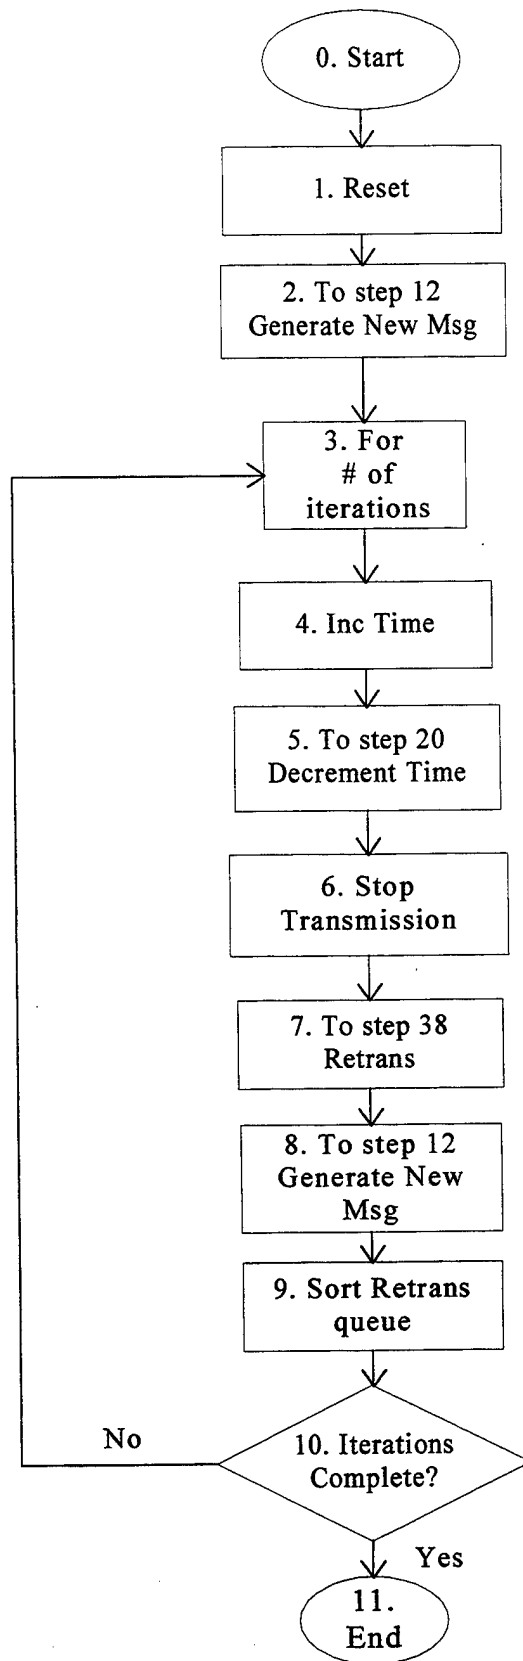 0. Start
1. Reset
2. To step 12
Generate New Msg
3. For
# of
iterations
4. Inc Time
5. To step 20
Decrement Time
6. Stop
Transmission
7. To step 38
Retrans
8. To step 12
Generate New
Msg
9. Sort Retrans
queue
No
10. Iterations
Complete?
Yes
11.
End